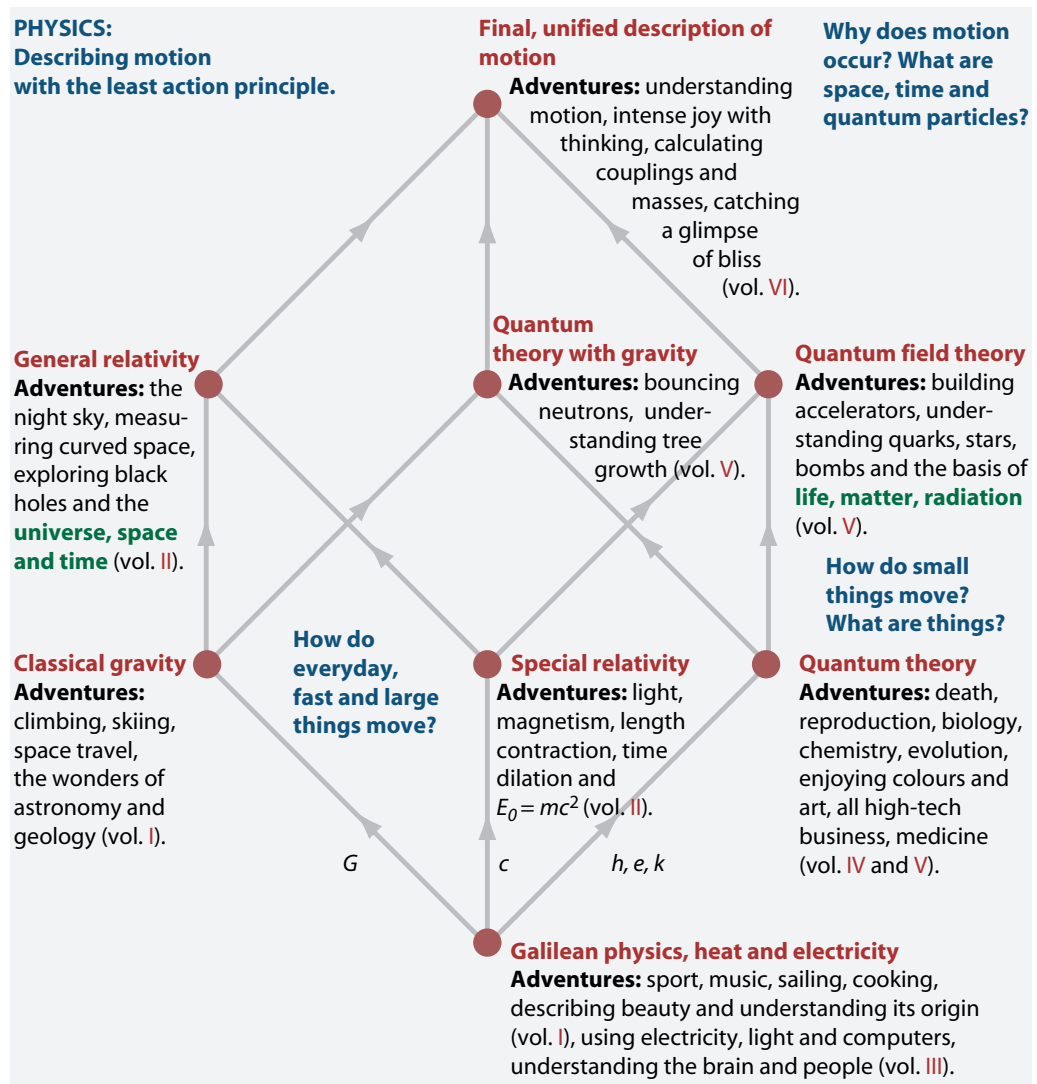 PHYSICS:
Describing motion
with the least action principle.
Final, unified description of
motion
Adventures: understanding
motion, intense joy with
thinking, calculating
couplings and
masses, catching
a glimpse
of bliss
(vol. VI).
Why does motion
occur? What are
space, time and
quantum particles?
General relativity
Adventures: the
night sky, measu-
ring curved space,
exploring black
holes and the
universe, space
and time (vol. II).
Quantum
theory with gravity
Adventures: bouncing
neutrons, under-
standing tree
growth (vol. V).
Quantum field theory
Adventures: building
accelerators, under-
standing quarks, stars,
bombs and the basis of
life, matter, radiation
(vol. V).
How do small
things move?
What are things?
Classical gravity
Adventures:
climbing, skiing,
space travel,
the wonders of
astronomy and
geology (vol. I).
How do
everyday,
fast and large
things move?
Special relativity
Adventures: light,
magnetism, length
contraction, time
dilation and
E₀ = mc² (vol. II).
Quantum theory
Adventures: death,
reproduction, biology,
chemistry, evolution,
enjoying colours and
art, all high-tech
business, medicine
(vol. IV and V).
G
c
h, e, k
Galilean physics, heat and electricity
Adventures: sport, music, sailing, cooking,
describing beauty and understanding its origin
(vol. I), using electricity, light and computers,
understanding the brain and people (vol. III).